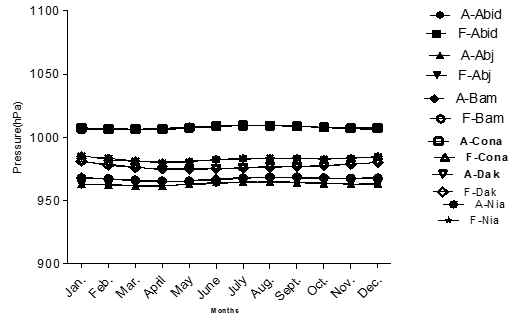 1100
1050
1000
950
900
Pressure(hPa)
Jan.
Feb.
Mar.
April
May
June
July
Aug.
Sept.
Oct.
Nov.
Dec.
Months
A-Abid
F-Abid
A-Abj
F-Abj
A-Bam
F-Bam
A-Cona
F-Cona
A-Dak
F-Dak
A-Nia
F-Nia